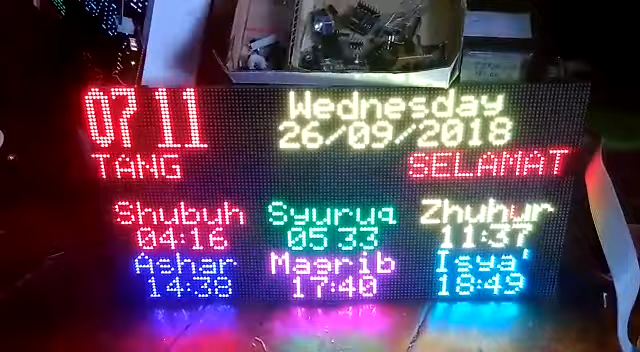 07 11
Wednesday
26/09/2018
TANG SELAMAT
Shubuh Syuruq Zhuhur
04:16 05 33 11:37
Ashar Magrib Isya'
14:38 17:40 18:49